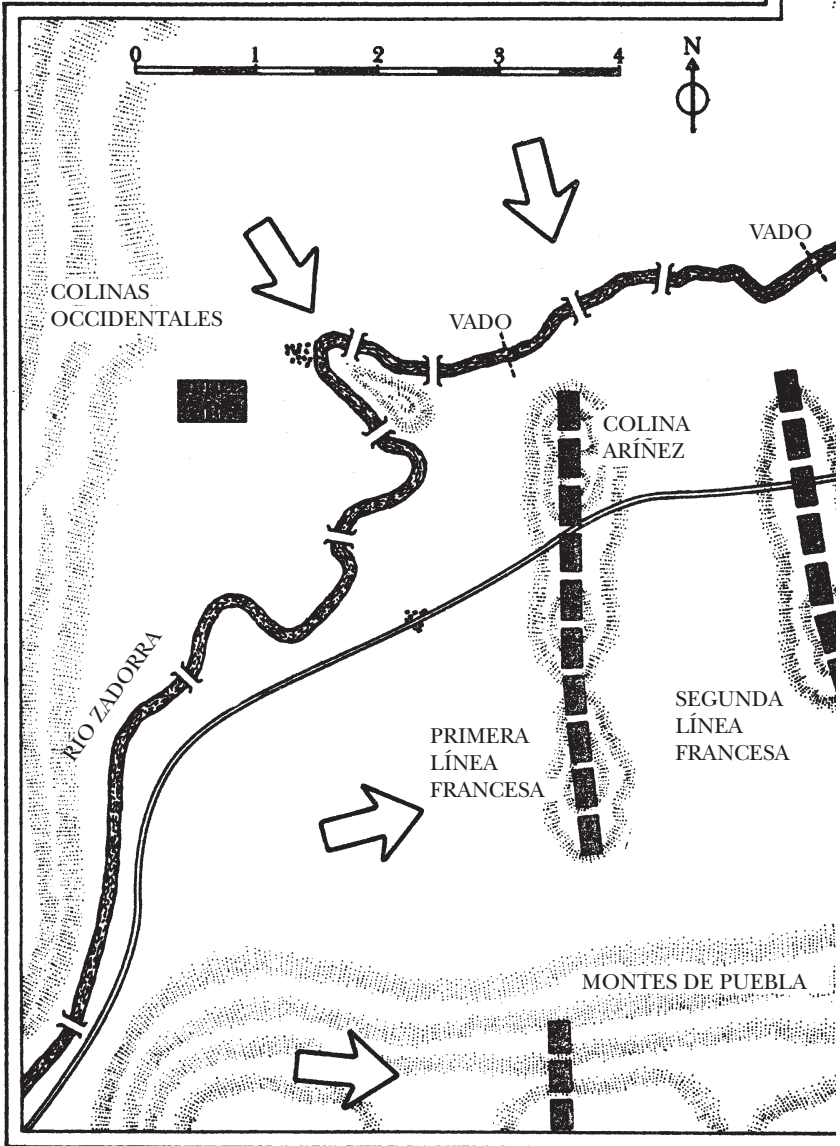 0 1 2 3 4
N
VADO
COLINAS
OCCIDENTALES
VADO
COLINA
ARÍÑEZ
RÍO ZADORRA
SEGUNDA
LÍNEA
FRANCESA
PRIMERA
LÍNEA
FRANCESA
MONTES DE PUEBLA